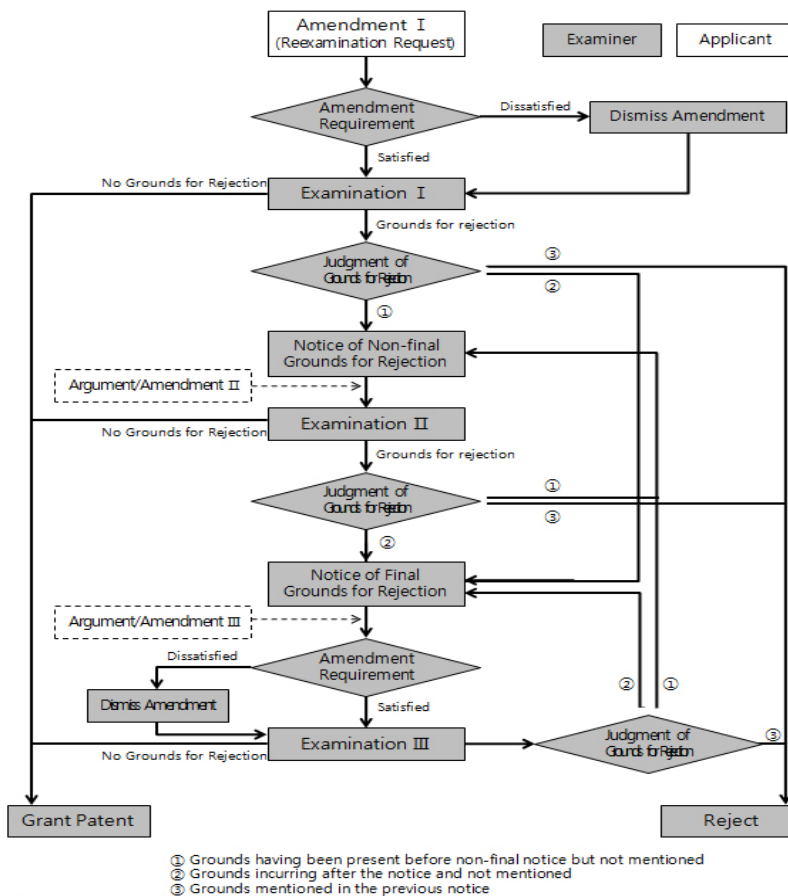 Amendment Ⅰ
(Reexamination Request)
Examiner
Applicant
Amendment
Requirement
Dissatisfied
Dismiss Amendment
Satisfied
No Grounds for Rejection
Examination Ⅰ
Grounds for rejection
Judgment of
Grounds for Rejection
③
②
①
Notice of Non-final
Grounds for Rejection
Argument/Amendment Ⅱ
Examination Ⅱ
No Grounds for Rejection
Grounds for rejection
Judgment of
Grounds for Rejection
①
③
②
Notice of Final
Grounds for Rejection
Argument/Amendment Ⅲ
Dissatisfied
Amendment
Requirement
② ①
Dismiss Amendment
Satisfied
No Grounds for Rejection
Examination Ⅲ
Judgment of
Grounds for Rejection
③
Grant Patent
Reject
① Grounds having been present before non-final notice but not mentioned
② Grounds incurring after the notice and not mentioned
③ Grounds mentioned in the previous notice